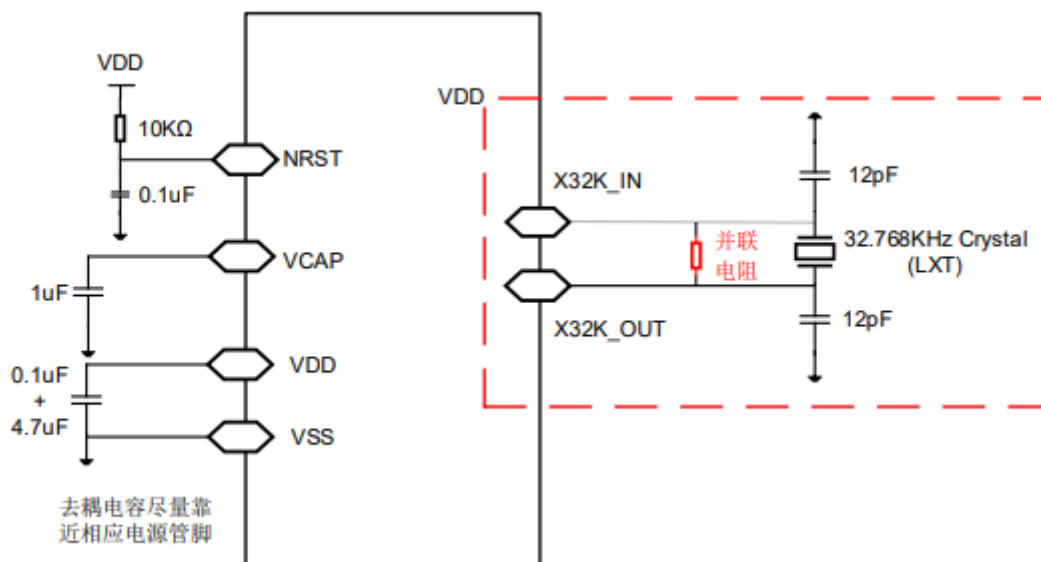 VDD
10KΩ
NRST
0.1uF
VCAP
1uF
VDD
0.1uF
+
4.7uF
VSS
去耦电容尽量靠
近相应电源管脚
VDD
X32K_IN
12pF
并联
电阻
32.768KHz Crystal
(LXT)
X32K_OUT
12pF